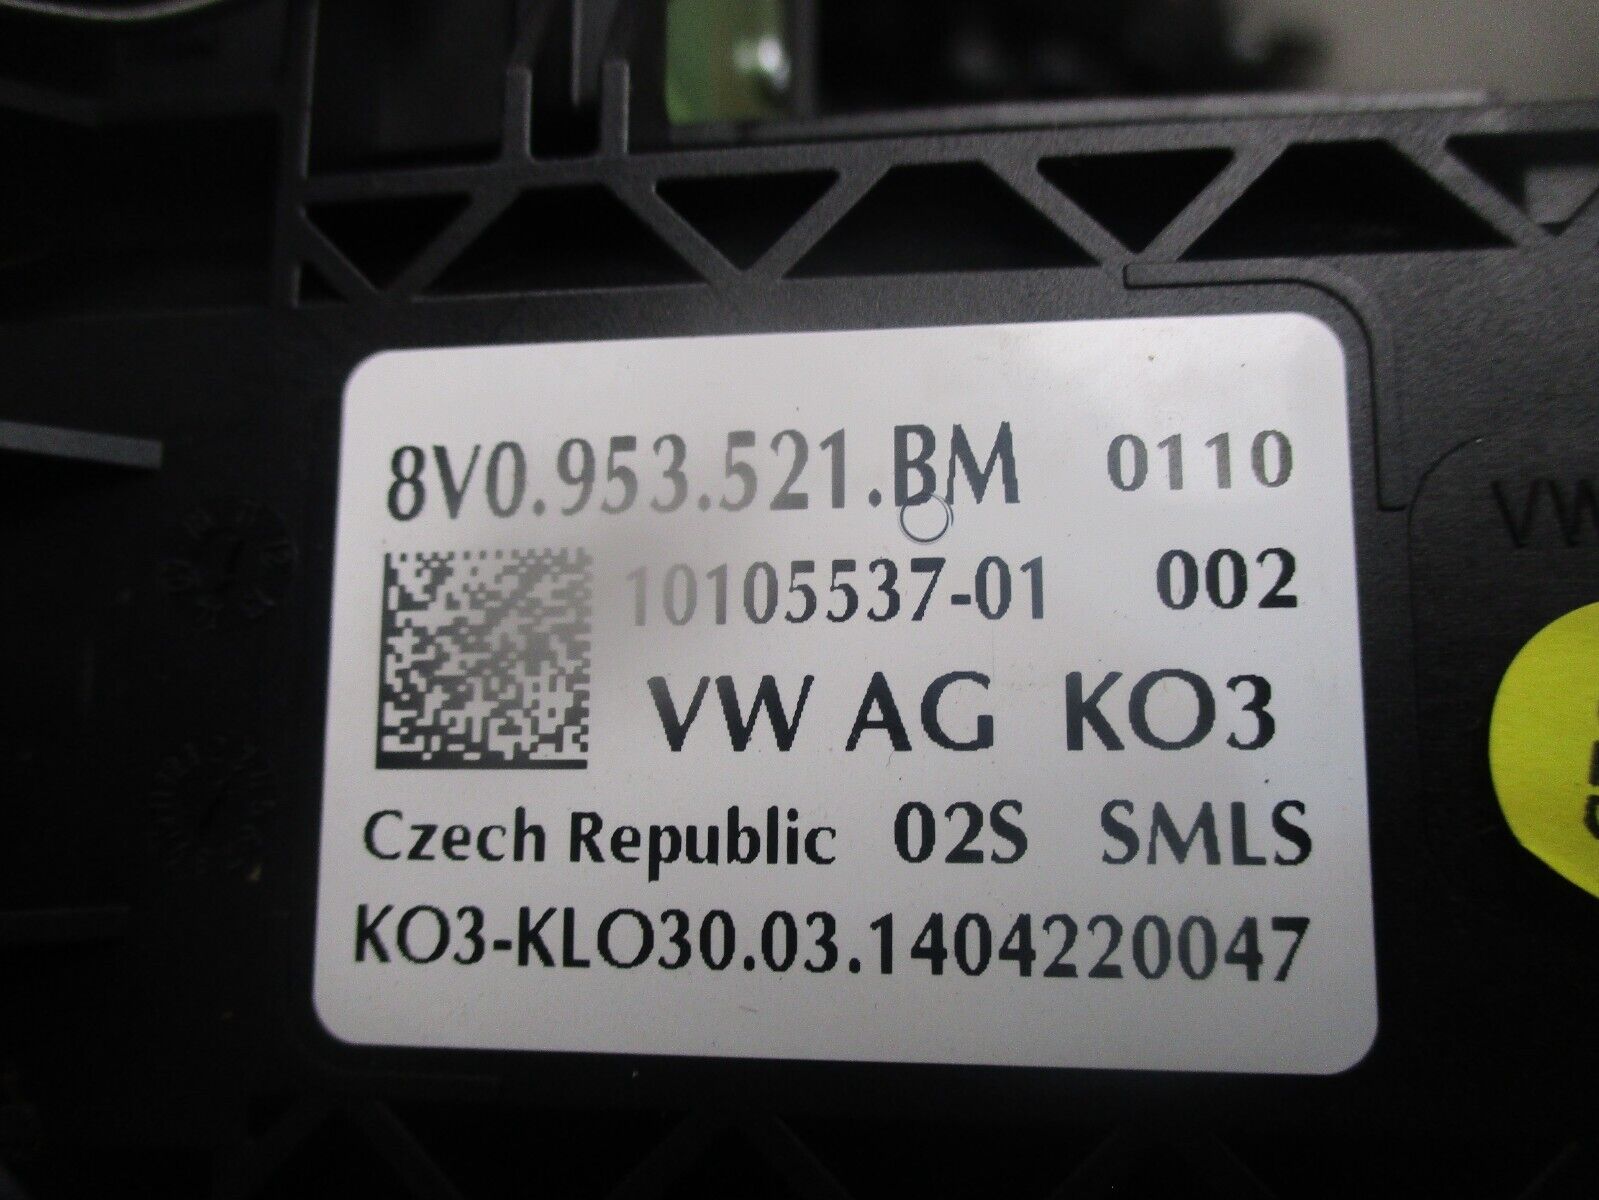 8V0.953.521.BM 0110
10105537-01 002
VW AG KO3
Czech Republic 02S SMLS
KO3-KLO30.03.1404220047
VW